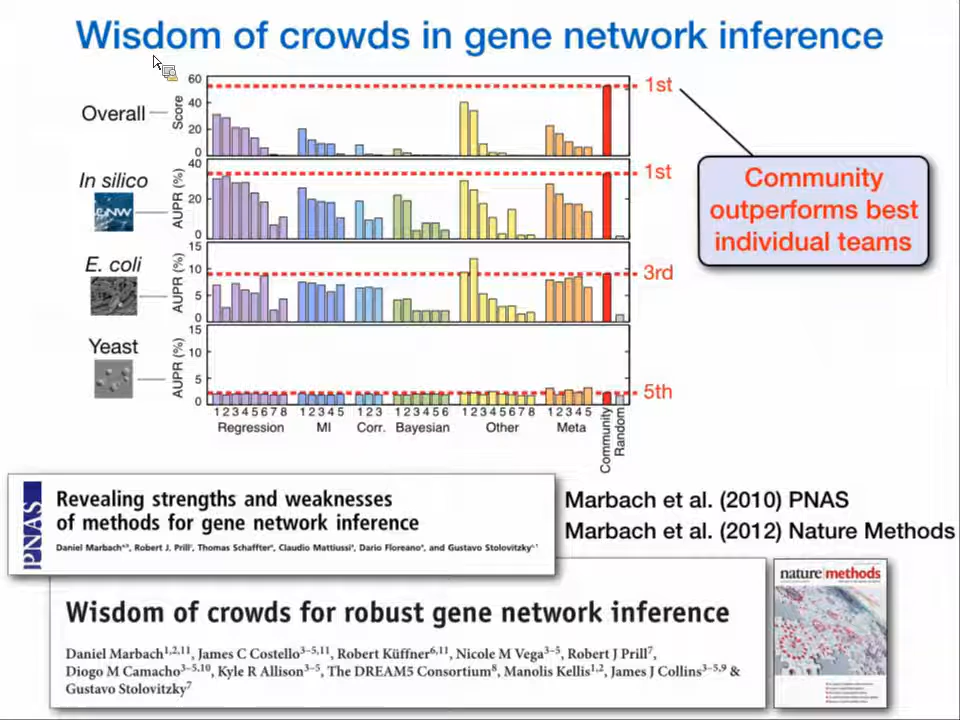 Wisdom of crowds in gene network inference
Overall
Score
60
40
20
0
1st
In silico
AUPR (%)
40
20
0
1st
Community
outperforms best
individual teams
E. coli
AUPR (%)
15
10
5
0
3rd
Yeast
AUPR (%)
15
10
5
0
5th
1 2 3 4 5 6 7 8 1 2 3 4 5 1 2 3 1 2 3 4 5 6 1 2 3 4 5 6 7 8 1 2 3 4 5
Regression MI Corr. Bayesian Other Meta
Community
Random
PNAS
Revealing strengths and weaknesses
of methods for gene network inference
Daniel Marbach, Robert J. Prill, Thomas Schaffter, Claudio Mattiussi, Dario Floreano, and Gustavo Stolovitzky
Marbach et al. (2010) PNAS
Marbach et al. (2012) Nature Methods
Wisdom of crowds for robust gene network inference
Daniel Marbach1,2,11, James C Costello3–5,11, Robert Küffner6,11, Nicole M Vega3–5, Robert J Prill7,
Diogo M Camacho3–5,10, Kyle R Allison3–5, The DREAM5 Consortium8, Manolis Kellis1,2, James J Collins3–5,9 &
Gustavo Stolovitzky7
nature methods